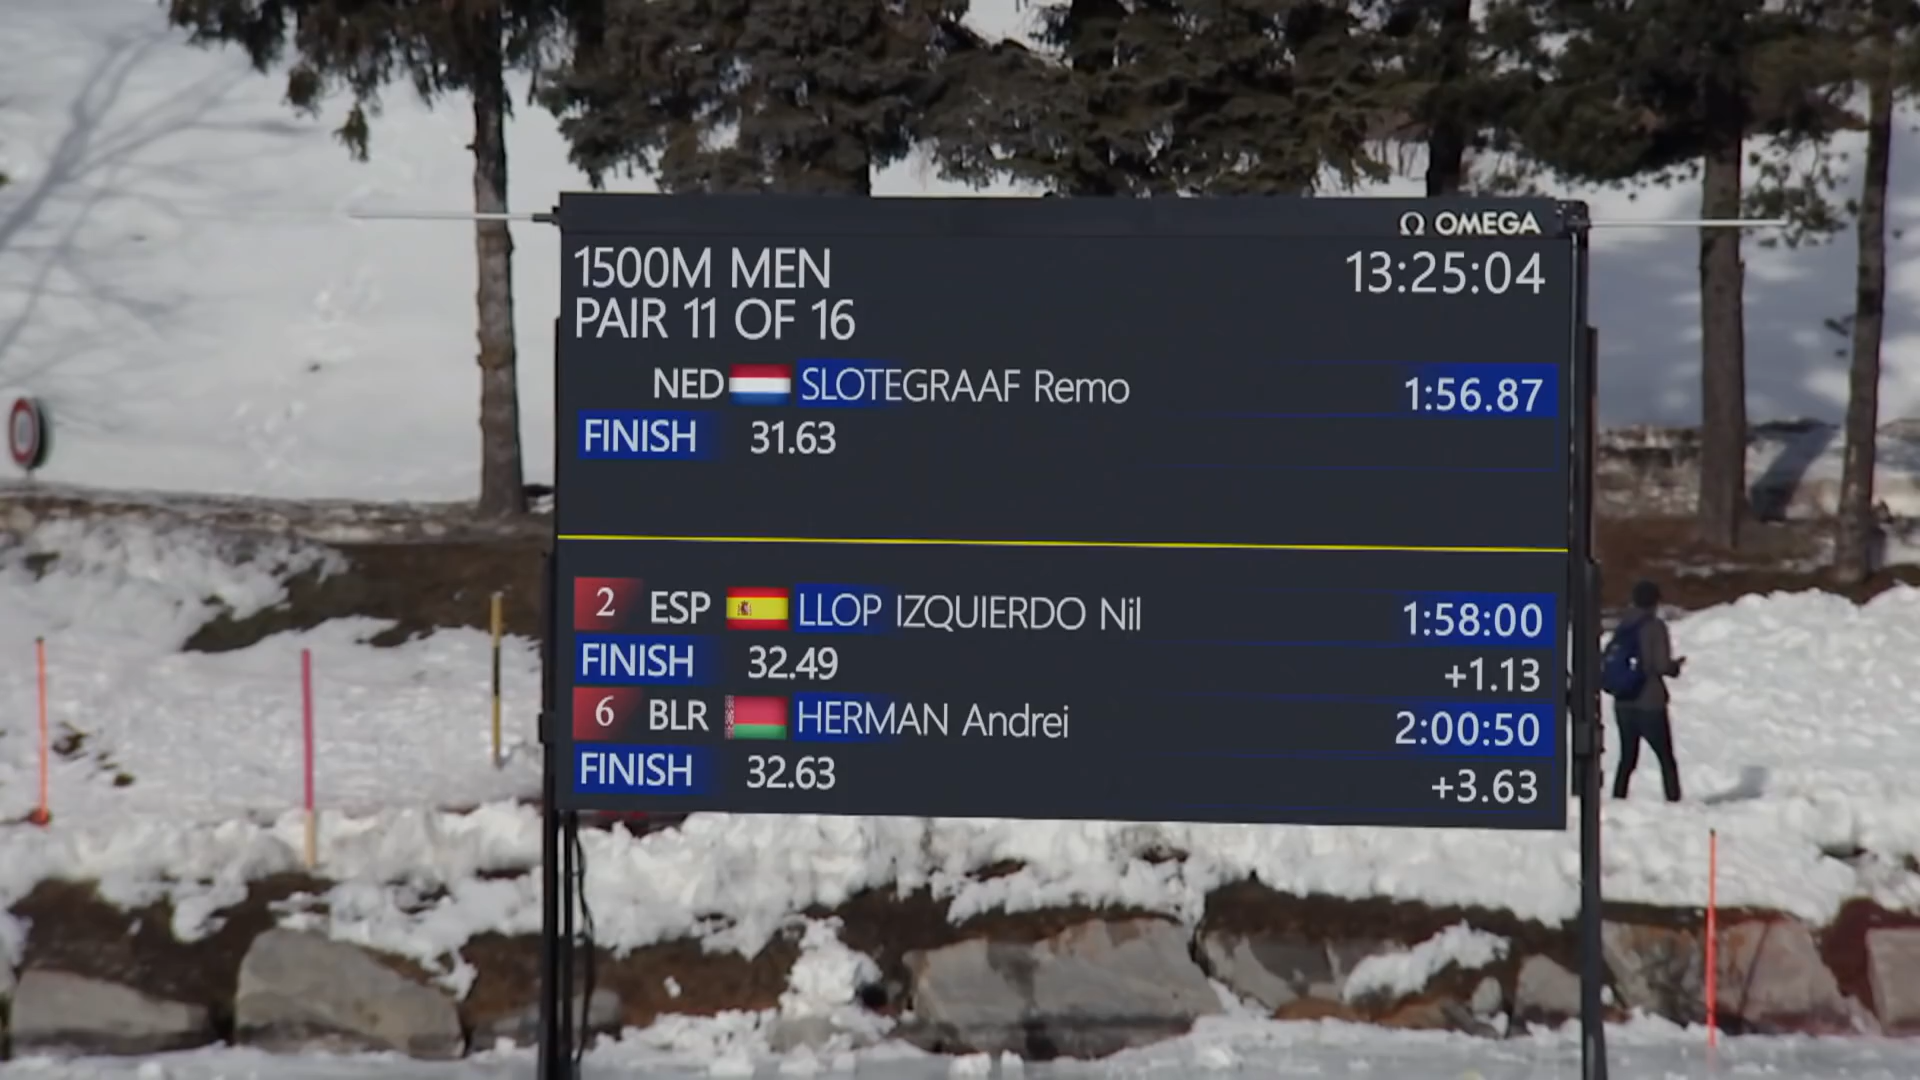 Ω OMEGA
1500M MEN 13:25:04
PAIR 11 OF 16
NED SLOTEGRAAF Remo 1:56.87
FINISH 31.63
2 ESP LLOP IZQUIERDO Nil 1:58:00
FINISH 32.49 +1.13
6 BLR HERMAN Andrei 2:00:50
FINISH 32.63 +3.63